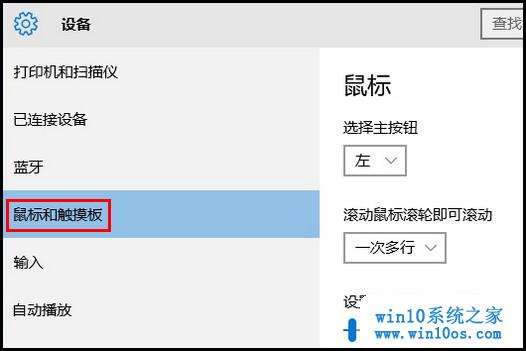 设备
查找
打印机和扫描仪
已连接设备
蓝牙
鼠标和触摸板
输入
自动播放
鼠标
选择主按钮
左
滚动鼠标滚轮即可滚动
一次多行
设
win10系统之家
www.win10os.com